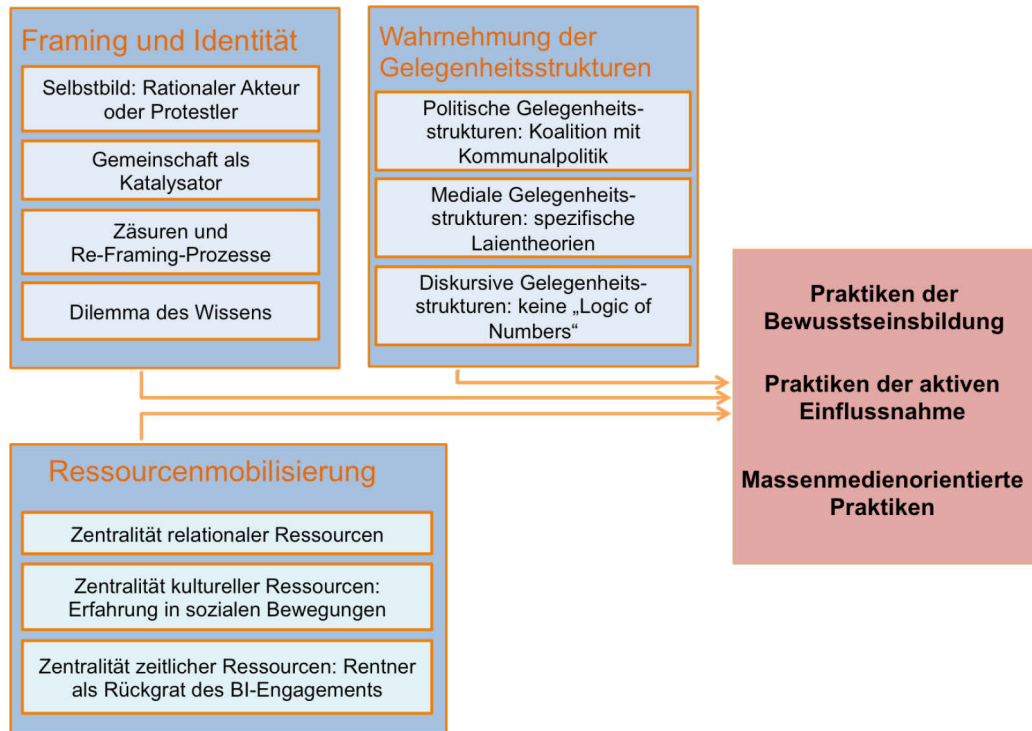 Framing und Identität
Selbstbild: Rationaler Akteur
oder Protestler
Gemeinschaft als
Katalysator
Zäsuren und
Re-Framing-Prozesse
Dilemma des Wissens
Wahrnehmung der
Gelegenheitsstrukturen
Politische Gelegenheits-
strukturen: Koalition mit
Kommunalpolitik
Mediale Gelegenheits-
strukturen: spezifische
Laientheorien
Diskursive Gelegenheits-
strukturen: keine „Logic of
Numbers“
Ressourcenmobilisierung
Zentralität relationaler Ressourcen
Zentralität kultureller Ressourcen:
Erfahrung in sozialen Bewegungen
Zentralität zeitlicher Ressourcen: Rentner
als Rückgrat des BI-Engagements
Praktiken der
Bewusstseinsbildung
Praktiken der aktiven
Einflussnahme
Massenmedienorientierte
Praktiken